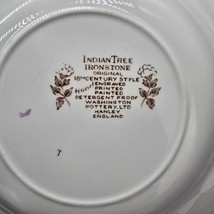 INDIAN TREE
IRONSTONE
ORIGINAL
18TH CENTURY STYLE
ENGRAVED
PRINTED
PAINTED
DETERGENT PROOF
WASHINGTON
POTTERY, LTD
HANLEY
ENGLAND
7